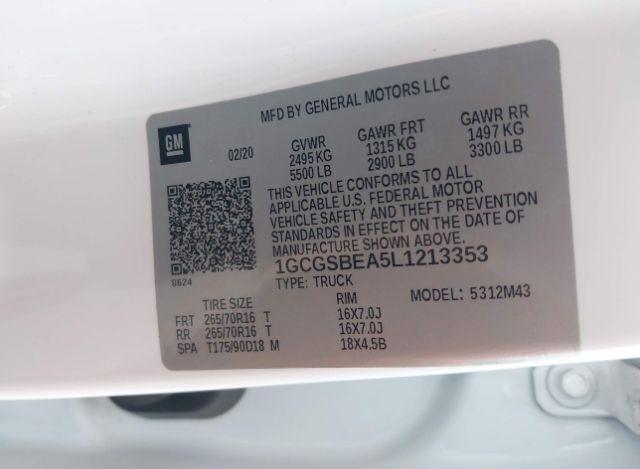 MFD BY GENERAL MOTORS LLC
GM 02/20 GVWR GAWR FRT GAWR RR
2495 KG 1315 KG 1497 KG
5500 LB 2900 LB 3300 LB
THIS VEHICLE CONFORMS TO ALL
APPLICABLE U.S. FEDERAL MOTOR
VEHICLE SAFETY AND THEFT PREVENTION
STANDARDS IN EFFECT ON THE DATE OF
MANUFACTURE SHOWN ABOVE.
8624
1GCGSBEA5L1213353
TYPE: TRUCK MODEL: 5312M43
TIRE SIZE RIM
FRT 265/70R16 T 16X7.0J
RR 265/70R16 T 16X7.0J
SPA T175/90D18 M 18X4.5B